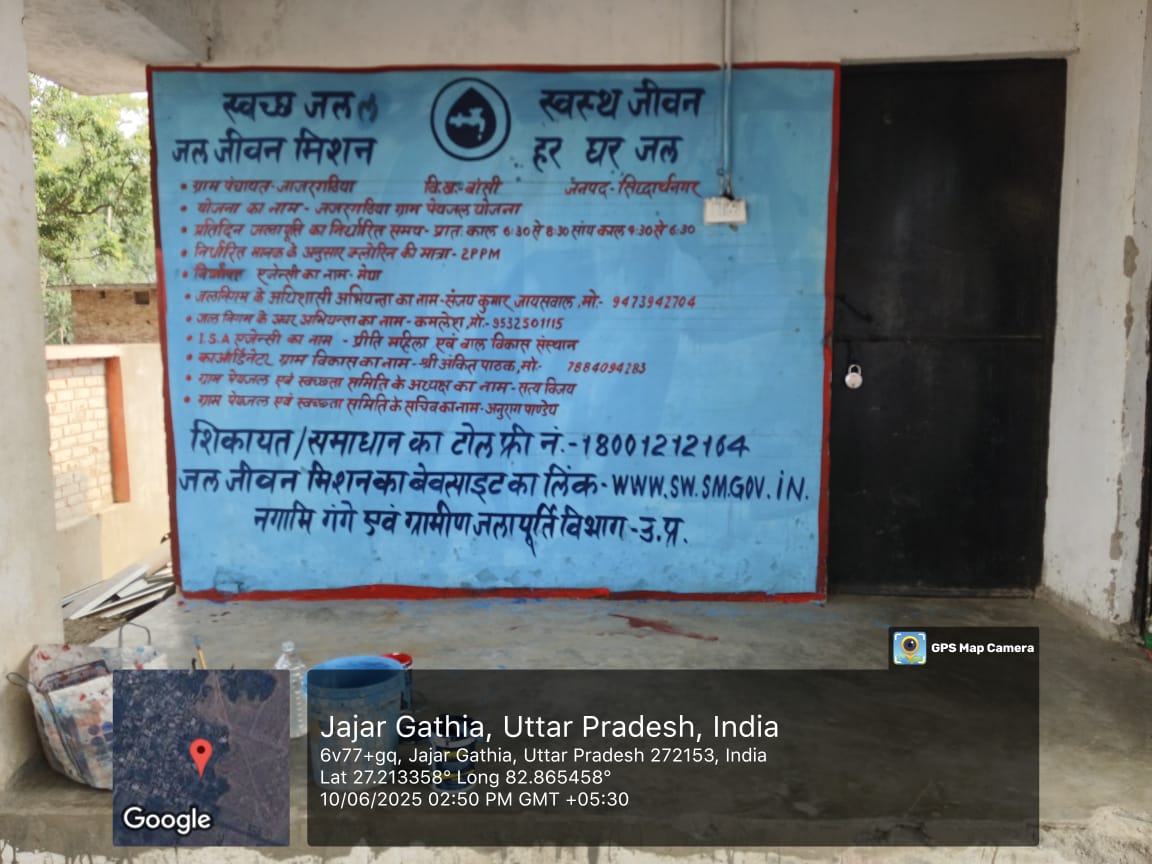 स्वच्छ जल स्वस्थ जीवन
जल जीवन मिशन हर घर जल
• ग्राम पंचायत-जाजरगठिया वि.ख:-बांसी जनपद-सिद्धार्थनगर
• योजना का नाम - जजरगठिया ग्राम पेयजल योजना
• प्रतिदिन जलापूर्ति का निर्धारित समय- प्रातः काल 6:30 से 8:30 सांय काल 4:30 से 6:30
• निर्धारित मानक के अनुसार क्लोरिन की मात्रा- 2PPM
• एजेन्सी का नाम - मेघा
• जलनिगम के अधिशासी अभियन्ता का नाम-संजय कुमार जायसवाल,मो:- 9473942704
• जल निगम के अवर अभियन्ता का नाम - कमलेश,मो:-9532501115
• I.S.A एजेन्सी का नाम - प्रीति महिला एवं बाल विकास संस्थान
• काआर्डिनेटर ग्राम विकास का नाम-श्री अंकित पाठक,मो:- 7884094283
• ग्राम पेयजल एवं स्वच्छता समिति के अध्यक्ष का नाम-सत्य विजय
• ग्राम पेयजल एवं स्वच्छता समिति के सचिव का नाम-अनुराग पाण्डेय
शिकायत/समाधान का टोल फ्री नं.-18001212164
जल जीवन मिशन का बेवसाइट का लिंक-WWW.SW.SM.GOV.iN.
नगामि गंगे एवं ग्रामीण जलापूर्ति विभाग-उ.प्र.
GPS Map Camera
Jajar Gathia, Uttar Pradesh, India
6v77+gq, Jajar Gathia, Uttar Pradesh 272153, India
Lat 27.213358° Long 82.865458°
10/06/2025 02:50 PM GMT +05:30
Google